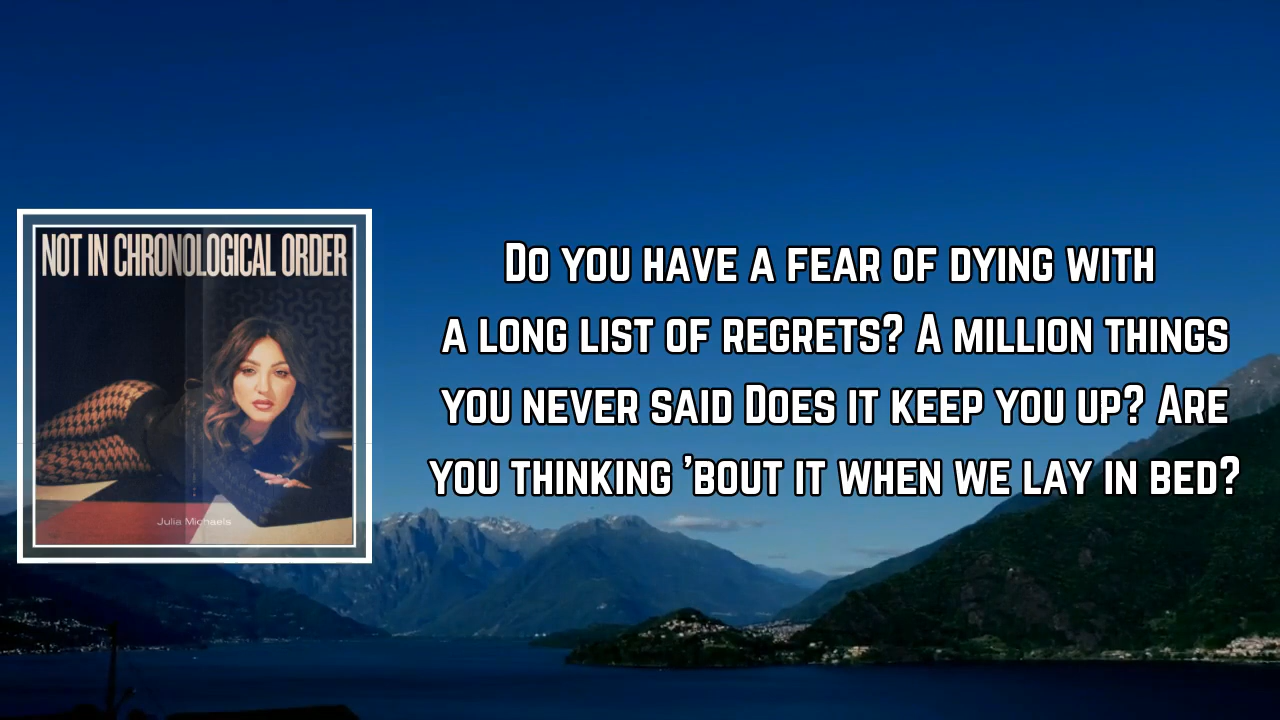 NOT IN CHRONOLOGICAL ORDER
Julia Michaels
Do you have a fear of dying with
a long list of regrets? A million things
you never said Does it keep you up? Are
you thinking 'bout it when we lay in bed?